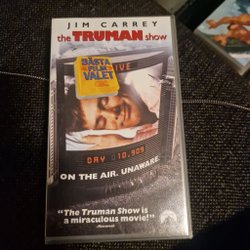 JIM CARREY
the TRUMAN show
BÄSTA
FILM
VALET
LIVE
DAY 10,909
ON THE AIR. UNAWARE.
"The Truman Show is
a miraculous movie!"